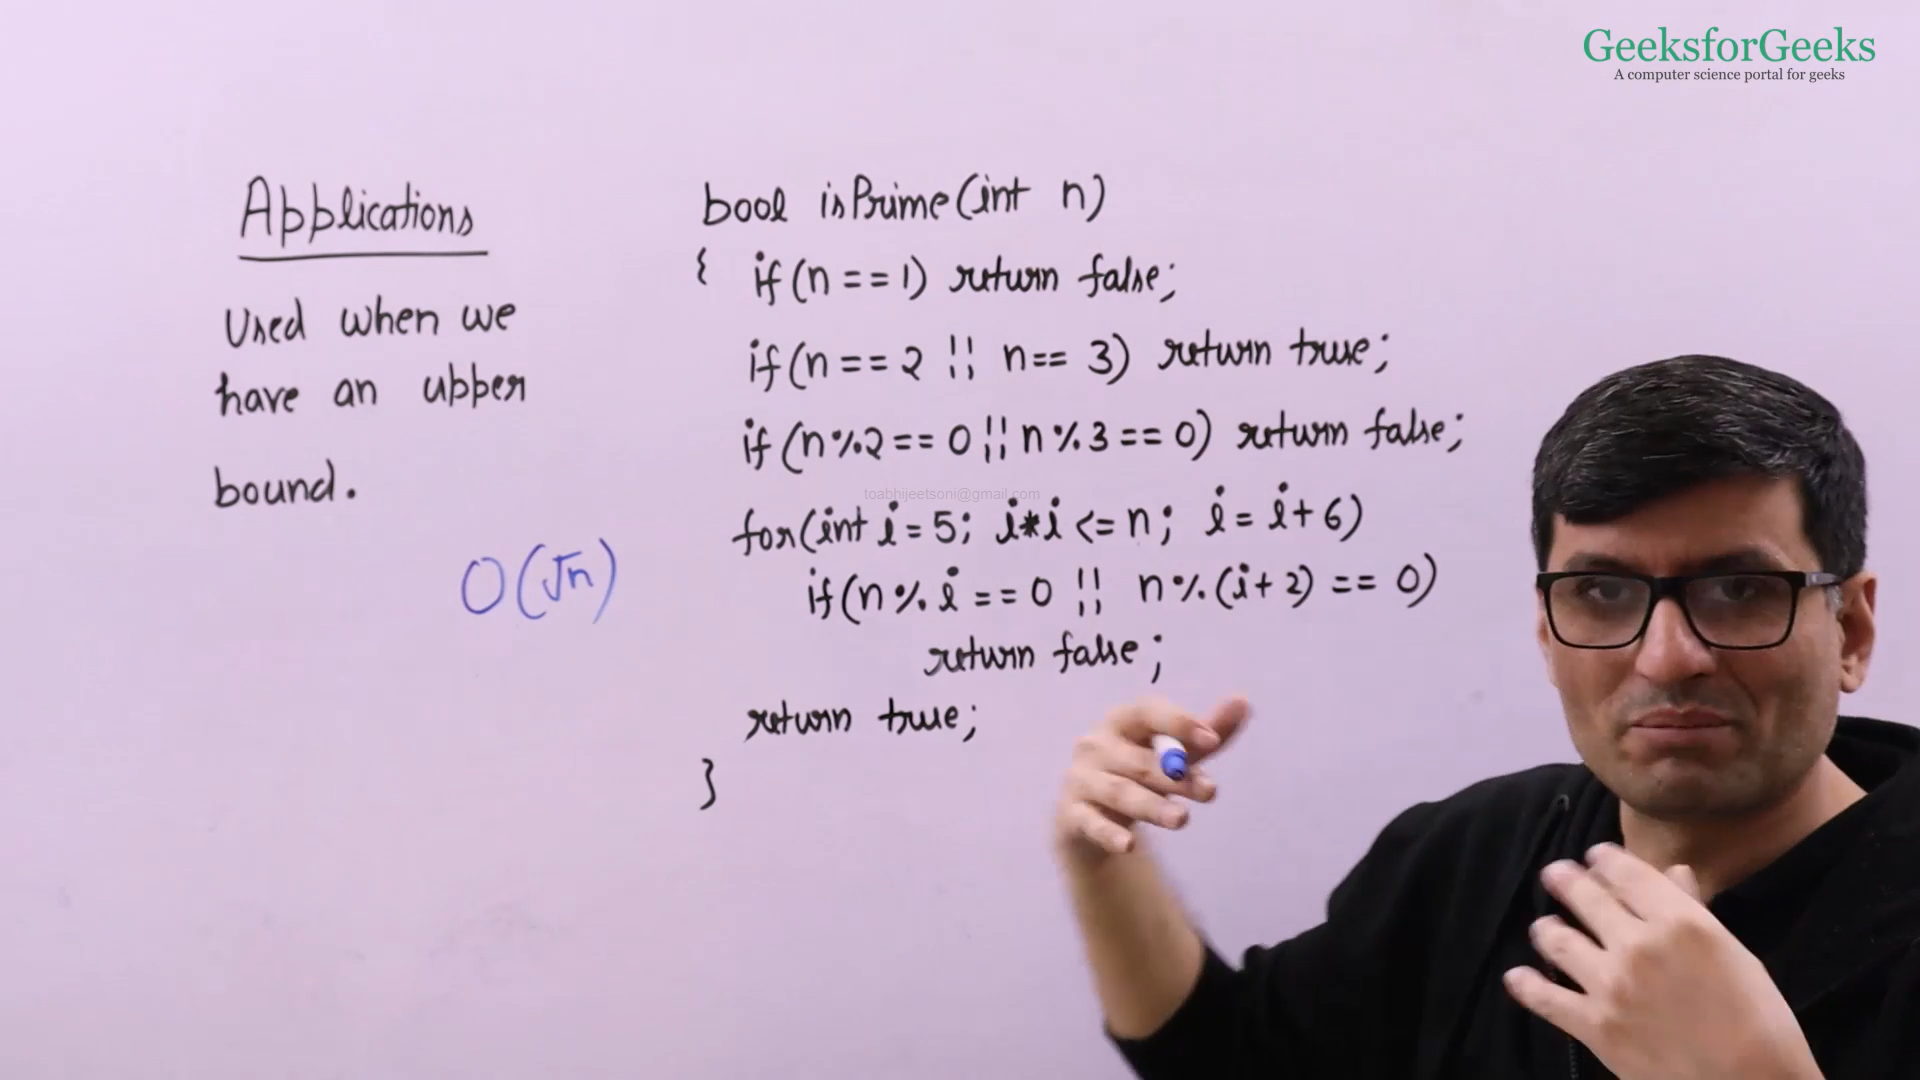 GeeksforGeeks
A computer science portal for geeks
Applications
Used when we
have an upper
bound.
O(√n)
bool isPrime(int n)
{ if(n == 1) return false;
if(n == 2 || n == 3) return true;
if(n%2 == 0 || n%3 == 0) return false;
toabhijeetsoni@gmail.com
for(int i = 5; i*i <= n; i = i+6)
if(n % i == 0 || n%(i+2) == 0)
return false;
return true;
}